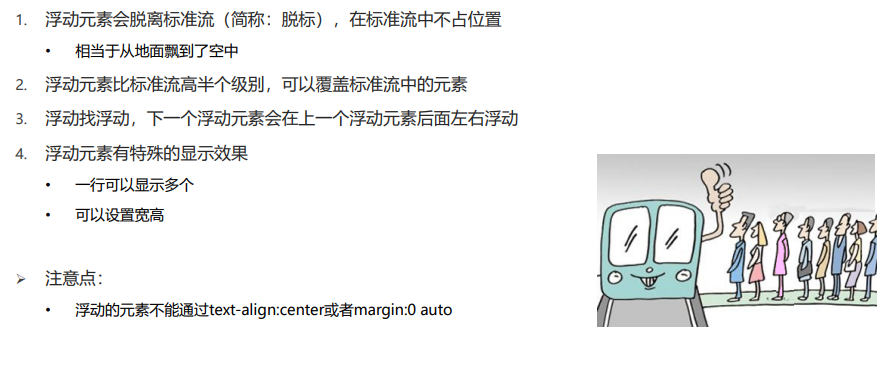 1. 浮动元素会脱离标准流（简称：脱标），在标准流中不占位置
• 相当于从地面飘到了空中
2. 浮动元素比标准流高半个级别，可以覆盖标准流中的元素
3. 浮动找浮动，下一个浮动元素会在上一个浮动元素后面左右浮动
4. 浮动元素有特殊的显示效果
• 一行可以显示多个
• 可以设置宽高
➢ 注意点：
• 浮动的元素不能通过text-align:center或者margin:0 auto